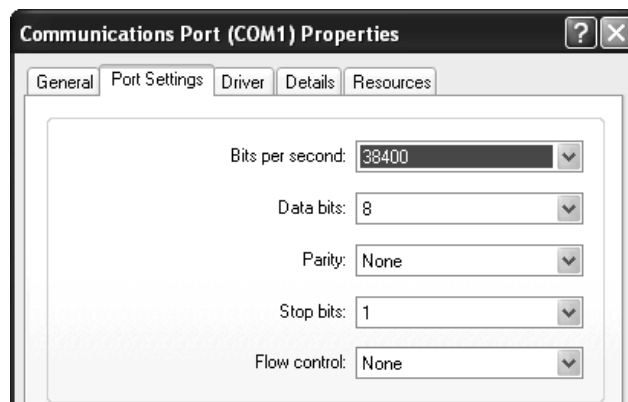 Communications Port (COM1) Properties ? X
General Port Settings Driver Details Resources
Bits per second: 38400
Data bits: 8
Parity: None
Stop bits: 1
Flow control: None